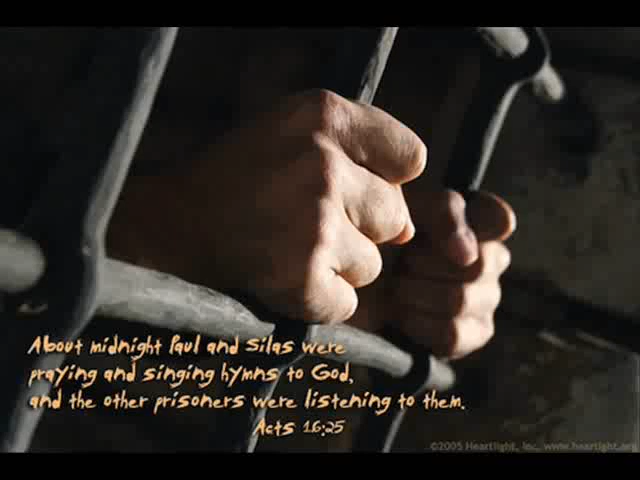 About midnight Paul and Silas were
praying and singing hymns to God,
and the other prisoners were listening to them.
Acts 16:25
©2005 Heartlight, Inc. www.heartlight.org